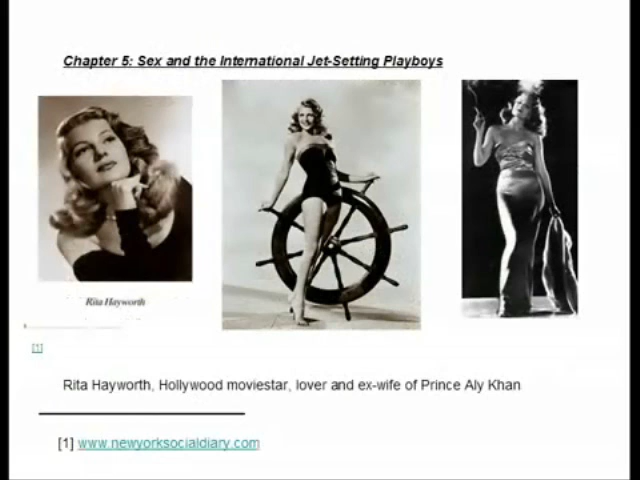 Chapter 5: Sex and the International Jet-Setting Playboys
Rita Hayworth
[1]
Rita Hayworth, Hollywood moviestar, lover and ex-wife of Prince Aly Khan
[1] www.newyorksocialdiary.com